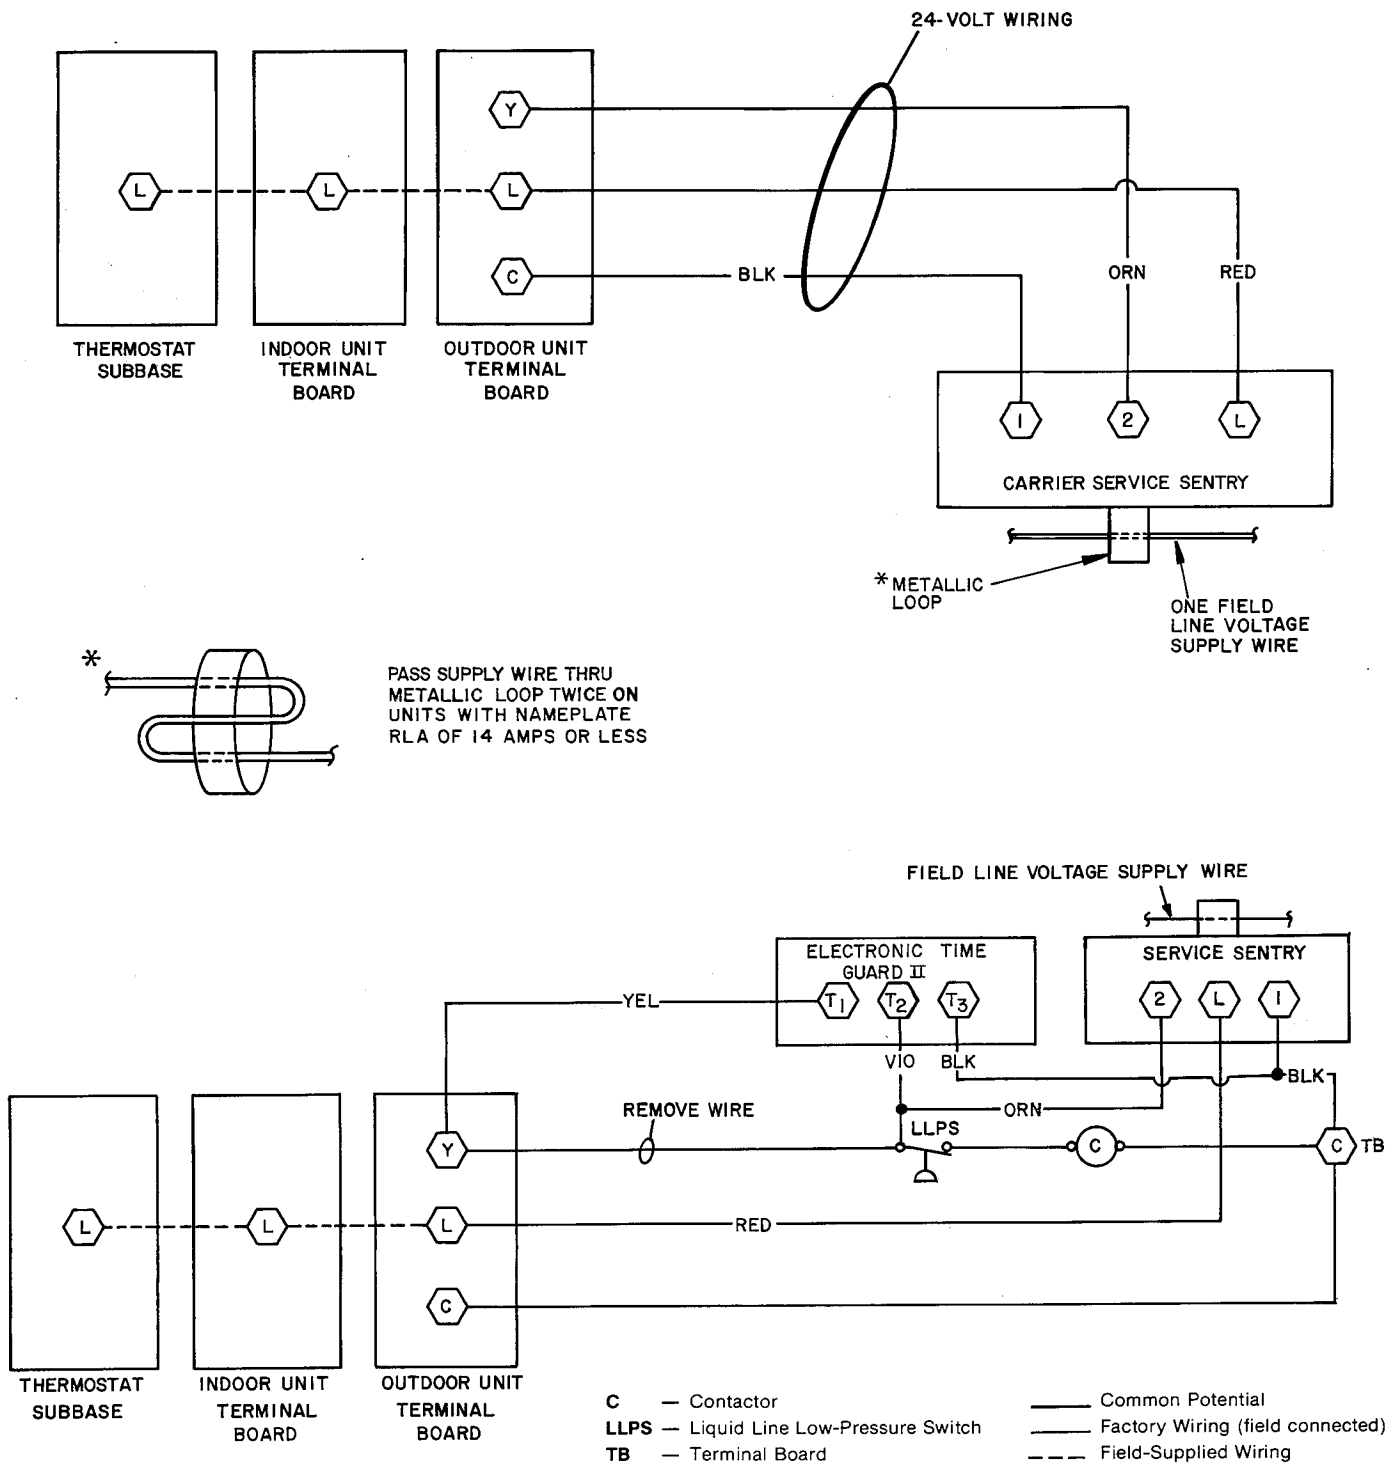 24-VOLT WIRING
Y
L
L
L
C
BLK
ORN
RED
THERMOSTAT
SUBBASE
INDOOR UNIT
TERMINAL
BOARD
OUTDOOR UNIT
TERMINAL
BOARD
1
2
L
CARRIER SERVICE SENTRY
*METALLIC
LOOP
ONE FIELD
LINE VOLTAGE
SUPPLY WIRE
*
PASS SUPPLY WIRE THRU
METALLIC LOOP TWICE ON
UNITS WITH NAMEPLATE
RLA OF 14 AMPS OR LESS
FIELD LINE VOLTAGE SUPPLY WIRE
ELECTRONIC TIME
GUARD II
SERVICE SENTRY
T1
T2
T3
2
L
1
YEL
VIO
BLK
BLK
REMOVE WIRE
ORN
LLPS
Y
C
C
TB
L
L
L
RED
C
THERMOSTAT
SUBBASE
INDOOR UNIT
TERMINAL
BOARD
OUTDOOR UNIT
TERMINAL
BOARD
C — Contactor
LLPS — Liquid Line Low-Pressure Switch
TB — Terminal Board
Common Potential
Factory Wiring (field connected)
Field-Supplied Wiring